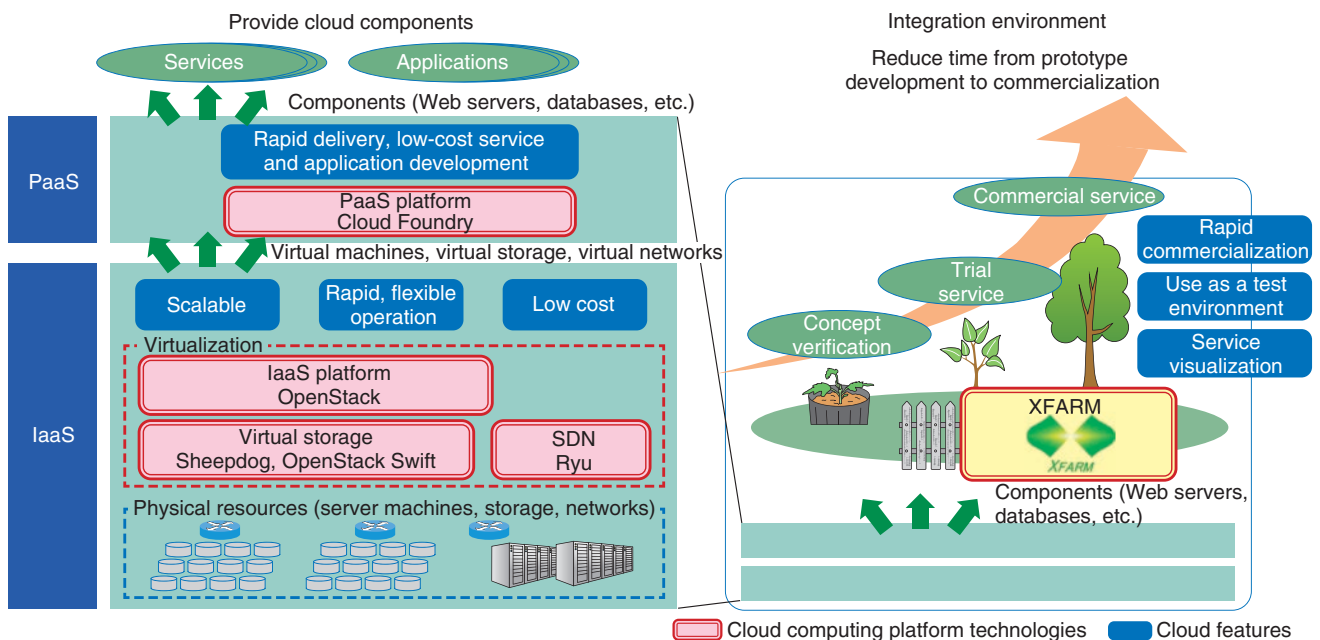 Provide cloud components
Services
Applications
Components (Web servers, databases, etc.)
PaaS
Rapid delivery, low-cost service
and application development
PaaS platform
Cloud Foundry
Virtual machines, virtual storage, virtual networks
IaaS
Scalable
Rapid, flexible
operation
Low cost
Virtualization
IaaS platform
OpenStack
Virtual storage
Sheepdog, OpenStack Swift
SDN
Ryu
Physical resources (server machines, storage, networks)
Integration environment
Reduce time from prototype
development to commercialization
Commercial service
Trial
service
Concept
verification
Rapid
commercialization
Use as a test
environment
Service
visualization
XFARM
XFARM
Components (Web servers,
databases, etc.)
Cloud computing platform technologies
Cloud features